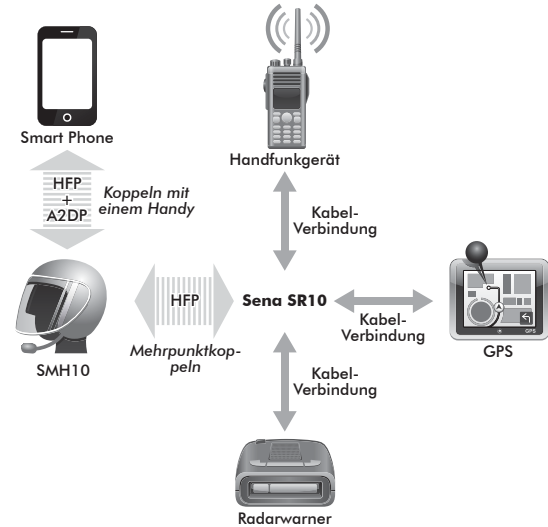 Smart Phone
Handfunkgerät
HFP
+
A2DP
Koppeln mit
einem Handy
Kabel-
Verbindung
HFP
Sena SR10
Kabel-
Verbindung
GPS
GPS
SMH10
Mehrpunktkop-
peln
Kabel-
Verbindung
Radarwarner